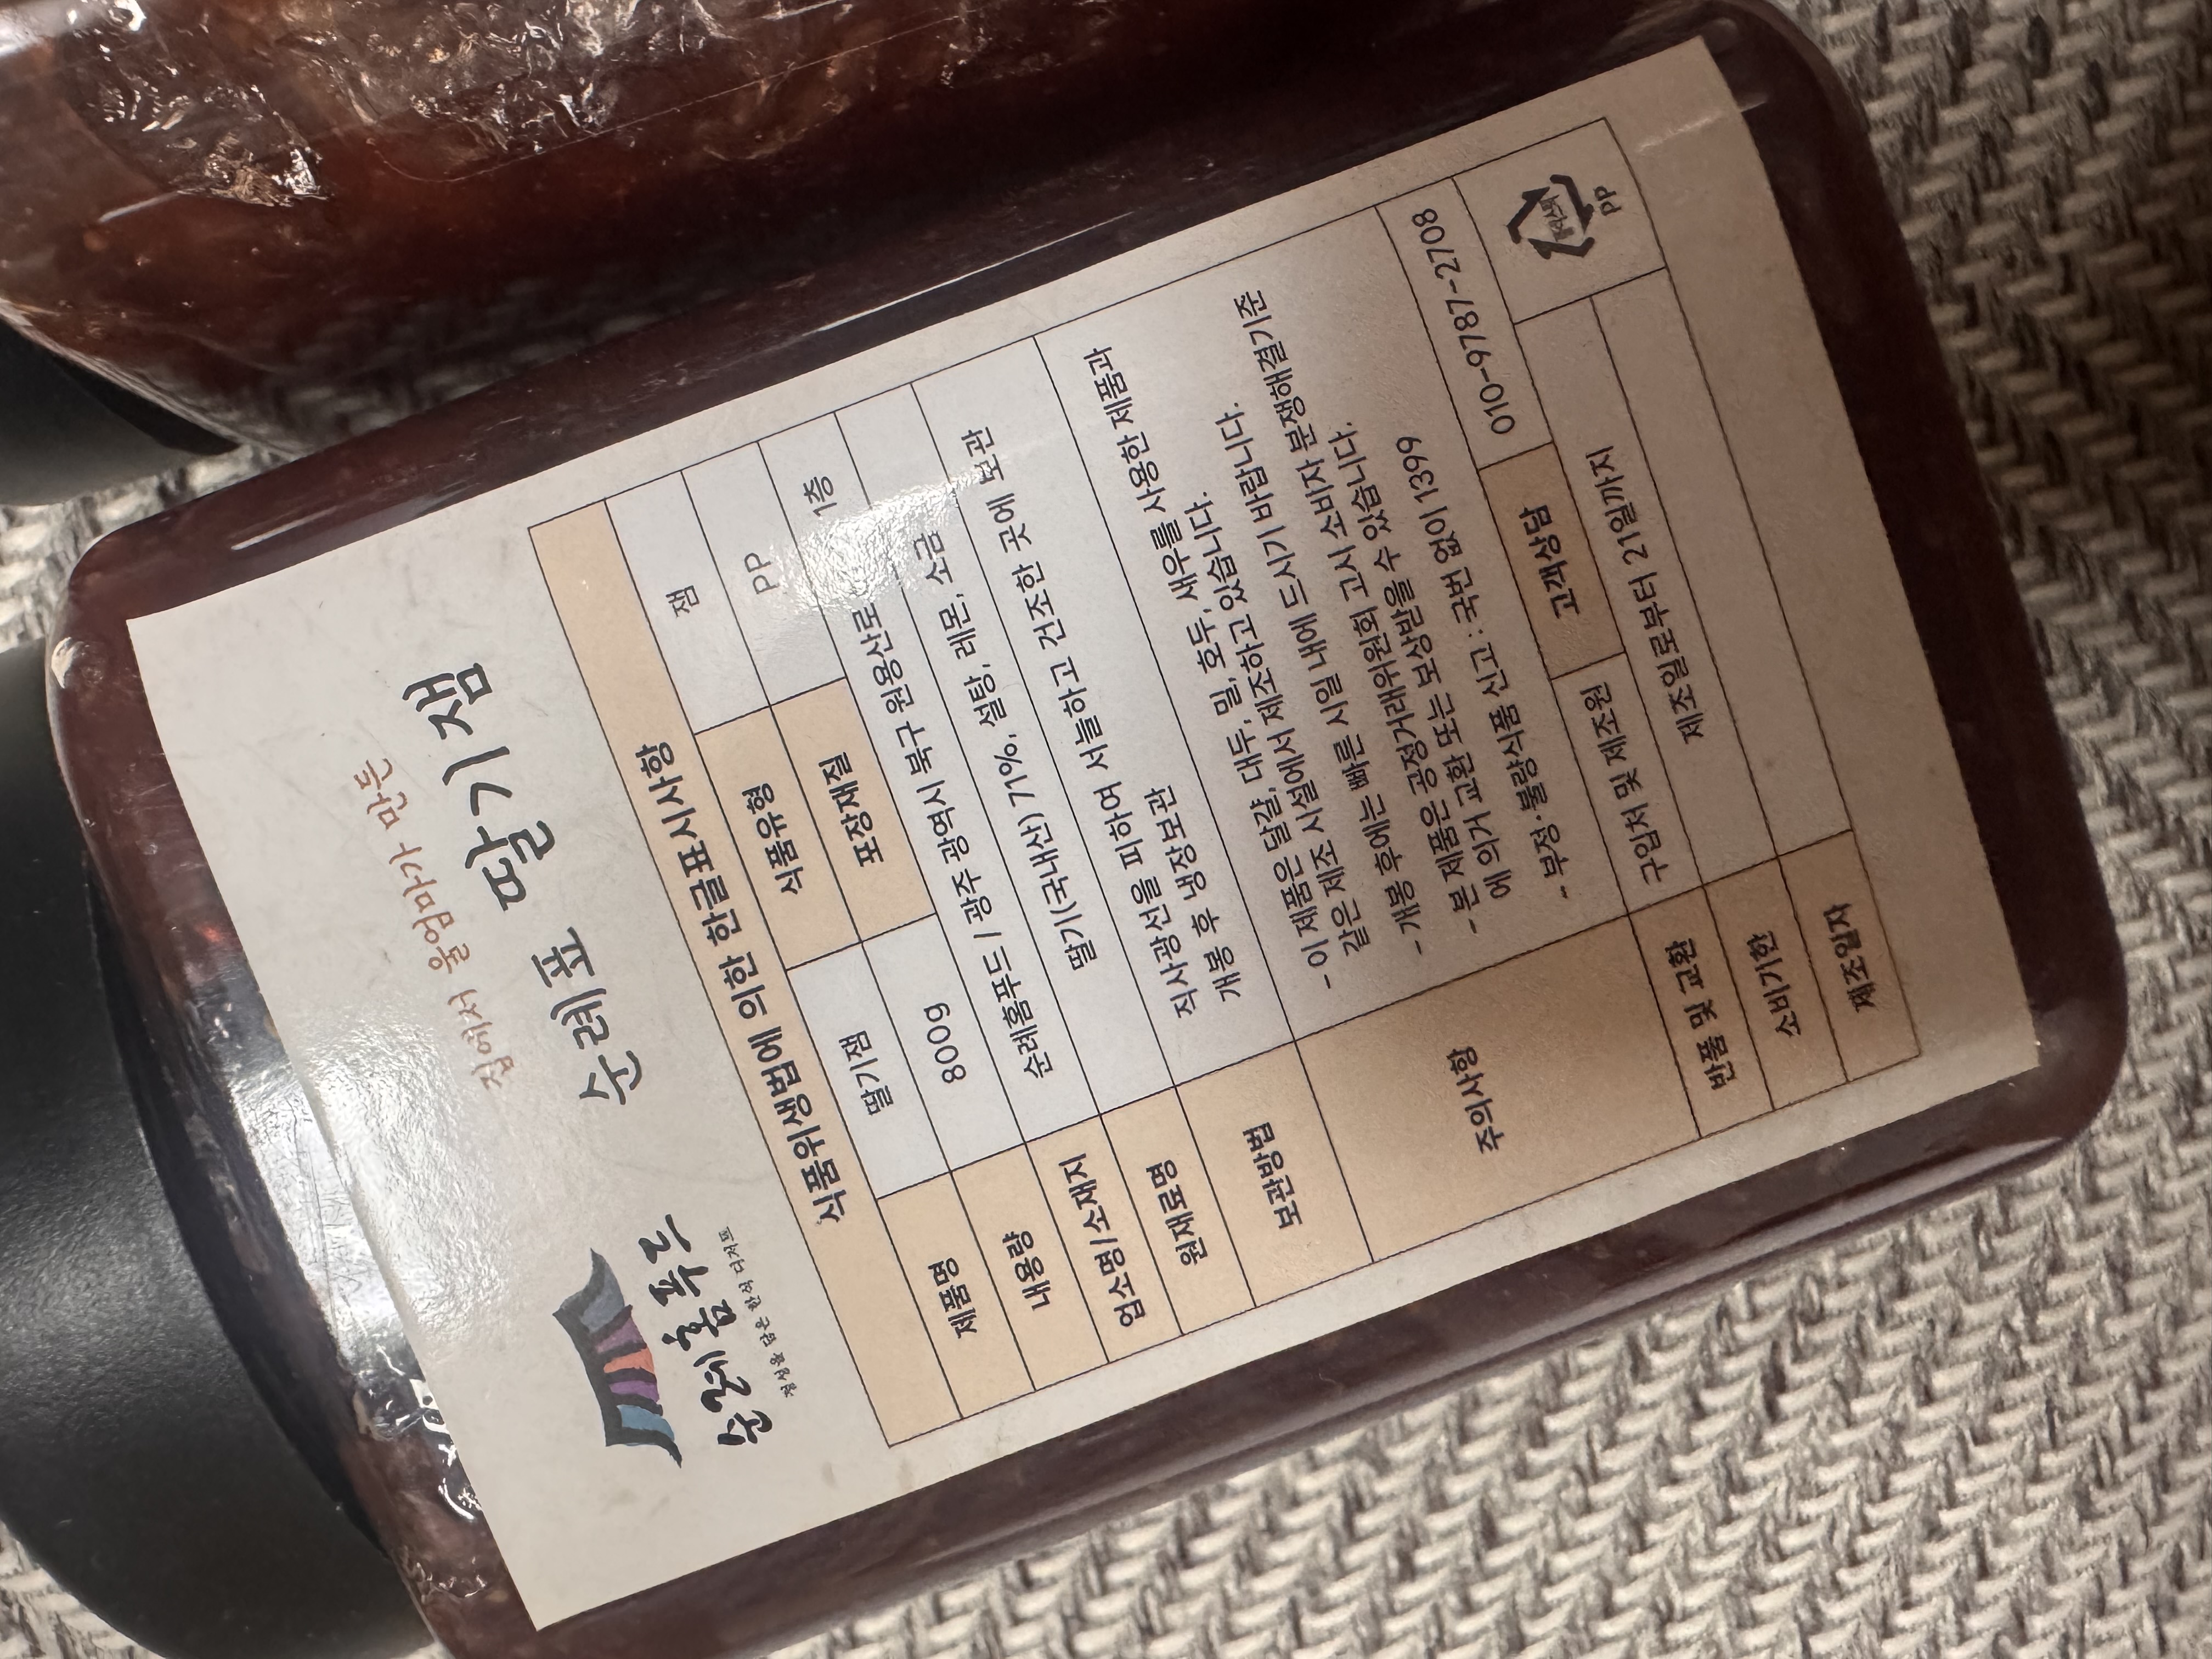 집에서 울엄마가 만든
순례표 딸기잼
순례홈푸드
정성을 담은 한식 디저트
식품위생법에 의한 한글표시사항
제품명 딸기잼 식품유형 잼
내용량 800g 포장재질 PP
업소명/소재지 순례홈푸드 / 광주 광역시 북구 원용산로 1층
원재료명 딸기(국내산) 71%, 설탕, 래몬, 소금
보관방법 직사광선을 피하여 서늘하고 건조한 곳에 보관
개봉 후 냉장보관
주의사항
- 이 제품은 달걀, 대두, 밀, 호두, 새우를 사용한 제품과
같은 제조 시설에서 제조하고 있습니다.
- 개봉 후에는 빠른 시일 내에 드시기 바랍니다.
- 본 제품은 공정거래위원회 고시 소비자 분쟁해결기준
에 의거 교환 또는 보상받을 수 있습니다.
- 부정·불량식품 신고 : 국번 없이 1399
반품 및 교환 구입처 및 제조원 고객상담 010-9787-2708
소비기한 제조일로부터 21일까지
제조일자
PP